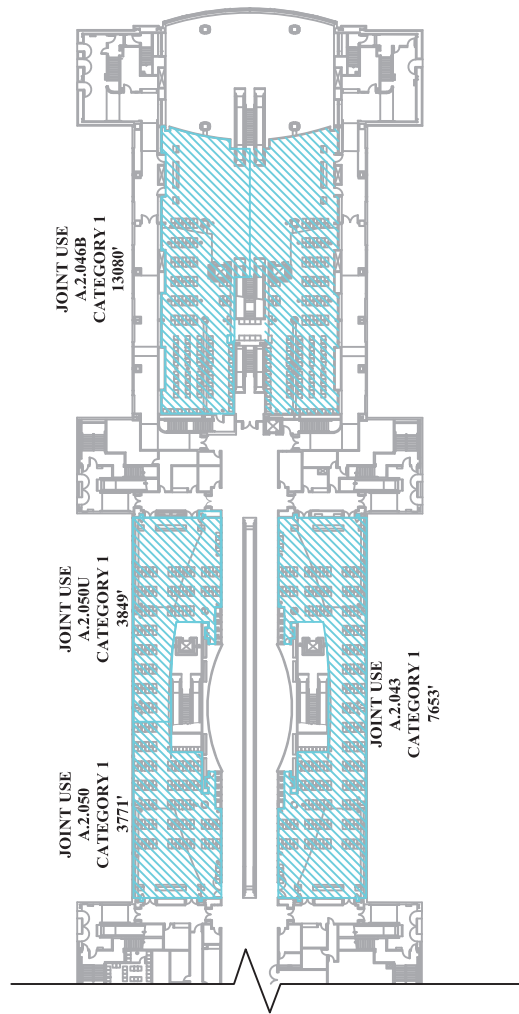 JOINT USE
A.2.046B
CATEGORY 1
13080'
JOINT USE
A.2.050U
CATEGORY 1
3849'
JOINT USE
A.2.043
CATEGORY 1
7653'
JOINT USE
A.2.050
CATEGORY 1
3771'